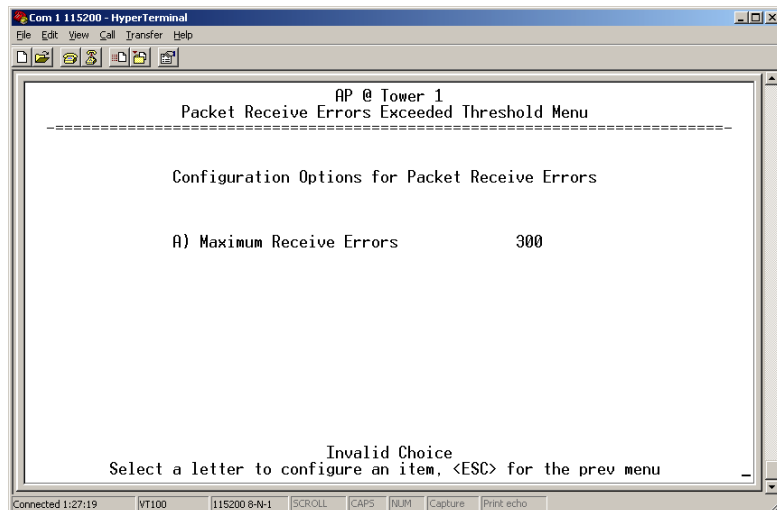 Com 1 115200 - HyperTerminal
File Edit View Call Transfer Help
AP @ Tower 1
Packet Receive Errors Exceeded Threshold Menu
-==========================================================================-
Configuration Options for Packet Receive Errors
A) Maximum Receive Errors 300
Invalid Choice
Select a letter to configure an item, <ESC> for the prev menu
Connected 1:27:19 VT100 115200 8-N-1 SCROLL CAPS NUM Capture Print echo